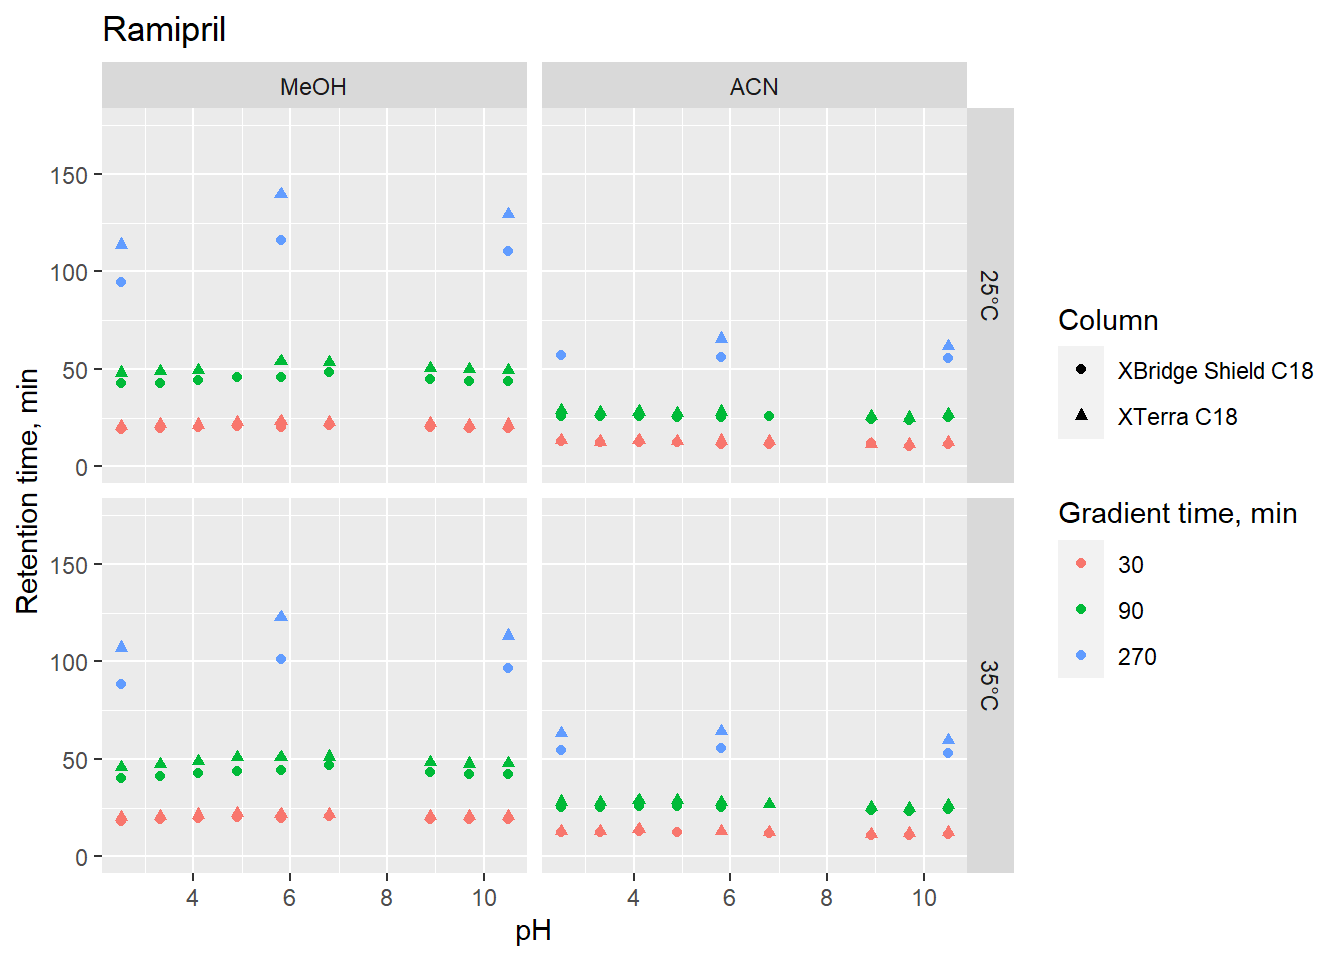 Ramipril
MeOH
ACN
150
100
50
0
25°C
150
100
50
0
35°C
4
6
8
10
4
6
8
10
pH
Retention time, min
Column
XBridge Shield C18
XTerra C18
Gradient time, min
30
90
270